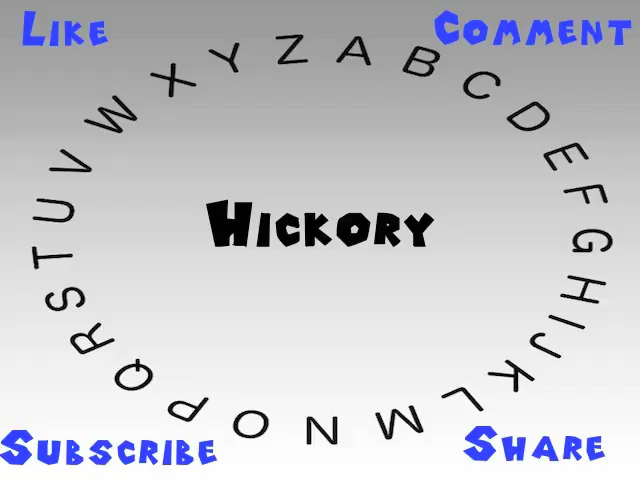 Like
Comment
A B C D E F G H I J K L M N O P Q R S T U V W X Y Z
Hickory
Subscribe
Share